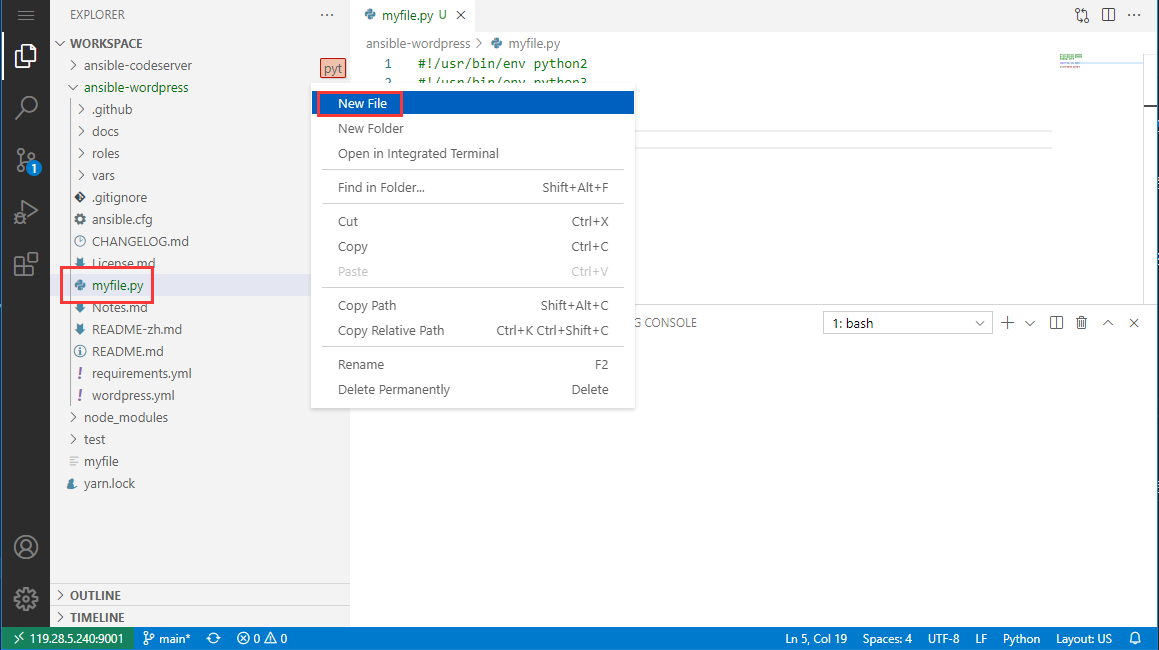 EXPLORER
WORKSPACE
ansible-codeserver
ansible-wordpress
.github
docs
roles
vars
.gitignore
ansible.cfg
CHANGELOG.md
License.md
myfile.py
Notes.md
README-zh.md
README.md
requirements.yml
wordpress.yml
node_modules
test
myfile
yarn.lock
OUTLINE
TIMELINE
1
myfile.py U
ansible-wordpress > myfile.py
pyt
1 #!/usr/bin/env python2
2 #!/usr/bin/env python3
New File
New Folder
Open in Integrated Terminal
Find in Folder... Shift+Alt+F
Cut Ctrl+X
Copy Ctrl+C
Paste Ctrl+V
Copy Path Shift+Alt+C
Copy Relative Path Ctrl+K Ctrl+Shift+C
Rename F2
Delete Permanently Delete
CONSOLE
1: bash
119.28.5.240:9001 main* 0 0 Ln 5, Col 19 Spaces: 4 UTF-8 LF Python Layout: US